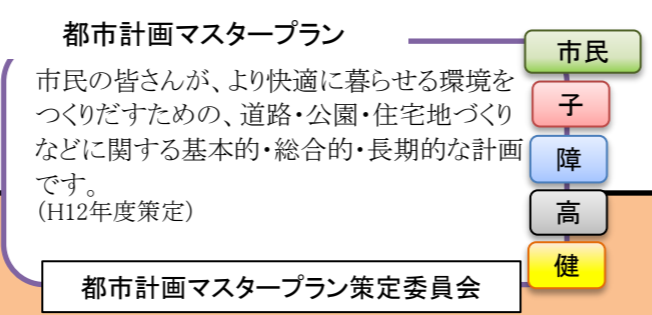 都市計画マスタープラン
市民の皆さんが、より快適に暮らせる環境を
つくりだすための、道路・公園・住宅地づくり
などに関する基本的・総合的・長期的な計画
です。
(H12年度策定)
都市計画マスタープラン策定委員会
市民
子
障
高
健